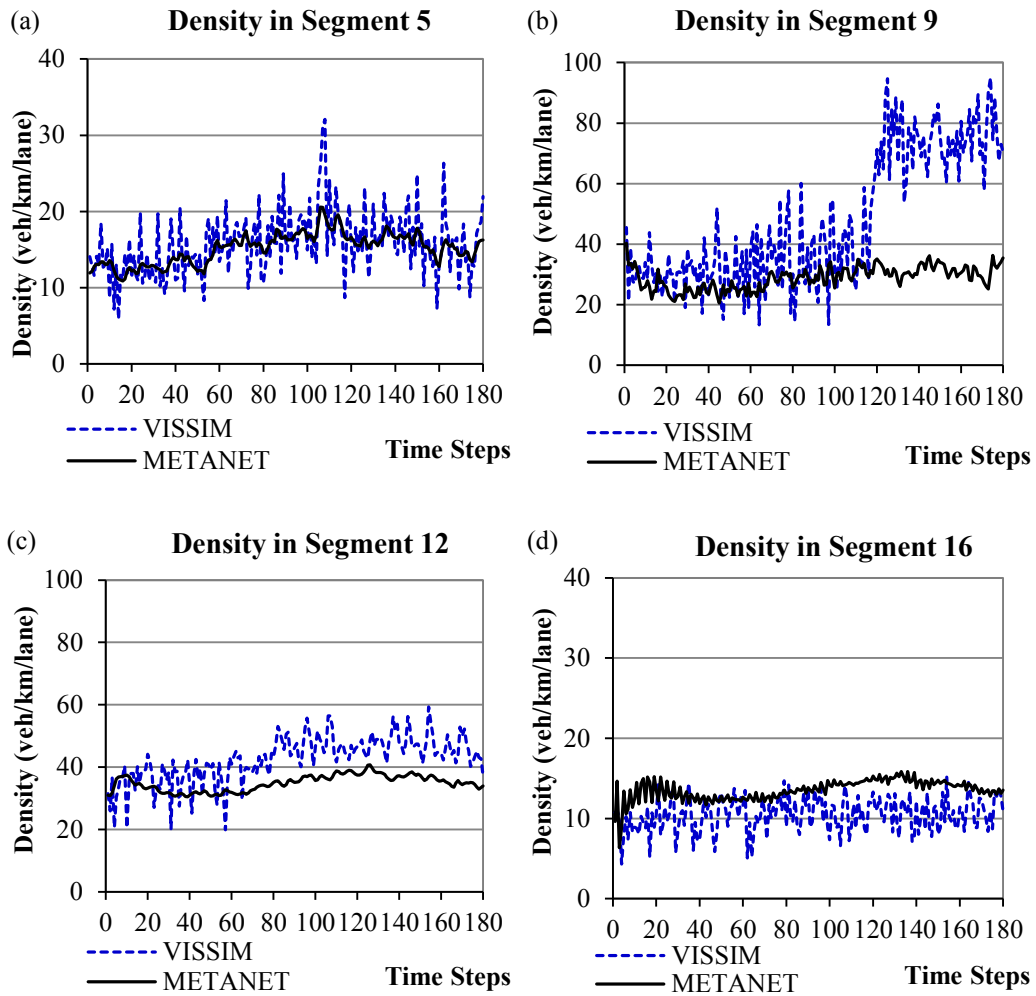 (a) Density in Segment 5
Density (veh/km/lane)
40
30
20
10
0
0 20 40 60 80 100 120 140 160 180
VISSIM
METANET
Time Steps
(b) Density in Segment 9
Density (veh/km/lane)
100
80
60
40
20
0
0 20 40 60 80 100 120 140 160 180
VISSIM
METANET
Time Steps
(c) Density in Segment 12
Density (veh/km/lane)
100
80
60
40
20
0
0 20 40 60 80 100 120 140 160 180
VISSIM
METANET
Time Steps
(d) Density in Segment 16
Density (veh/km/lane)
40
30
20
10
0
0 20 40 60 80 100 120 140 160 180
VISSIM
METANET
Time Steps